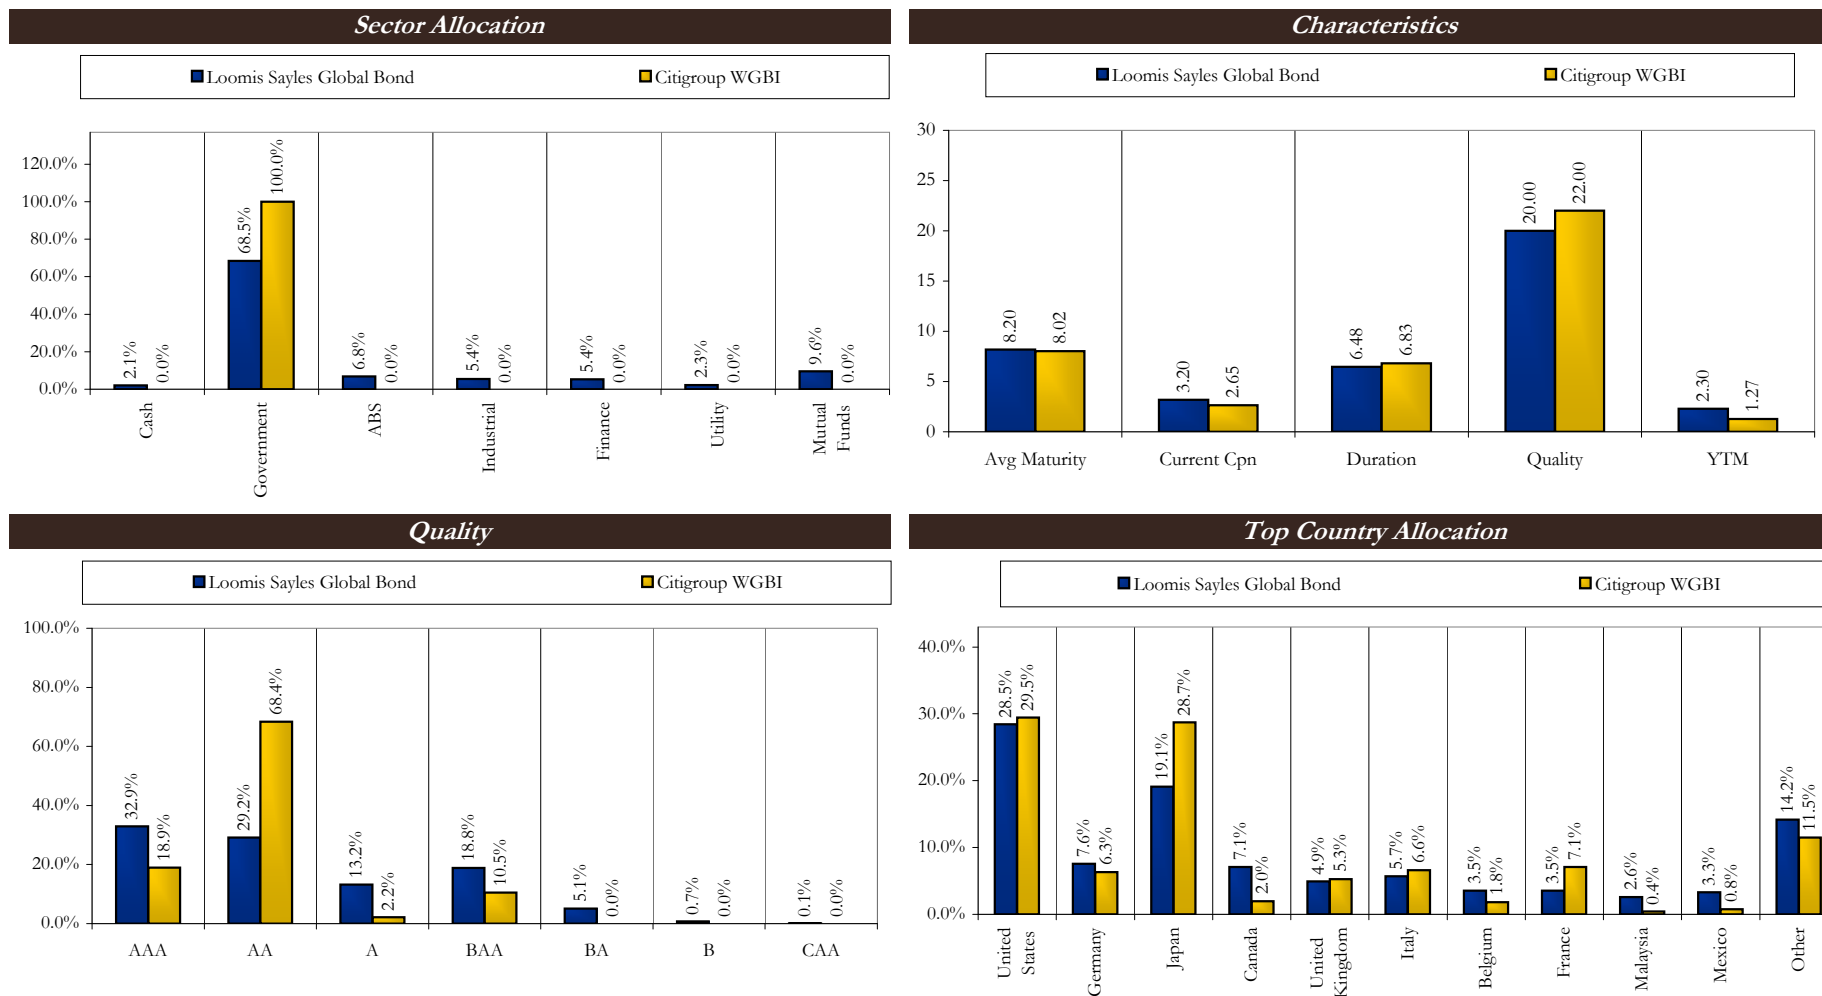 Sector Allocation
Loomis Sayles Global Bond
Citigroup WGBI
120.0%
100.0%
80.0%
60.0%
40.0%
20.0%
0.0%
2.1%
0.0%
68.5%
100.0%
6.8%
0.0%
5.4%
0.0%
5.4%
0.0%
2.3%
0.0%
9.6%
0.0%
Cash
Government
ABS
Industrial
Finance
Utility
Mutual
Funds
Characteristics
Loomis Sayles Global Bond
Citigroup WGBI
30
25
20
15
10
5
0
8.20
8.02
3.20
2.65
6.48
6.83
20.00
22.00
2.30
1.27
Avg Maturity
Current Cpn
Duration
Quality
YTM
Quality
Loomis Sayles Global Bond
Citigroup WGBI
100.0%
80.0%
60.0%
40.0%
20.0%
0.0%
32.9%
18.9%
29.2%
68.4%
13.2%
2.2%
18.8%
10.5%
5.1%
0.0%
0.7%
0.0%
0.1%
0.0%
AAA
AA
A
BAA
BA
B
CAA
Top Country Allocation
Loomis Sayles Global Bond
Citigroup WGBI
40.0%
30.0%
20.0%
10.0%
0.0%
28.5%
29.5%
7.6%
6.3%
19.1%
28.7%
7.1%
2.0%
4.9%
5.3%
5.7%
6.6%
3.5%
1.8%
3.5%
7.1%
2.6%
0.4%
3.3%
0.8%
14.2%
11.5%
United
States
Germany
Japan
Canada
United
Kingdom
Italy
Belgium
France
Malaysia
Mexico
Other